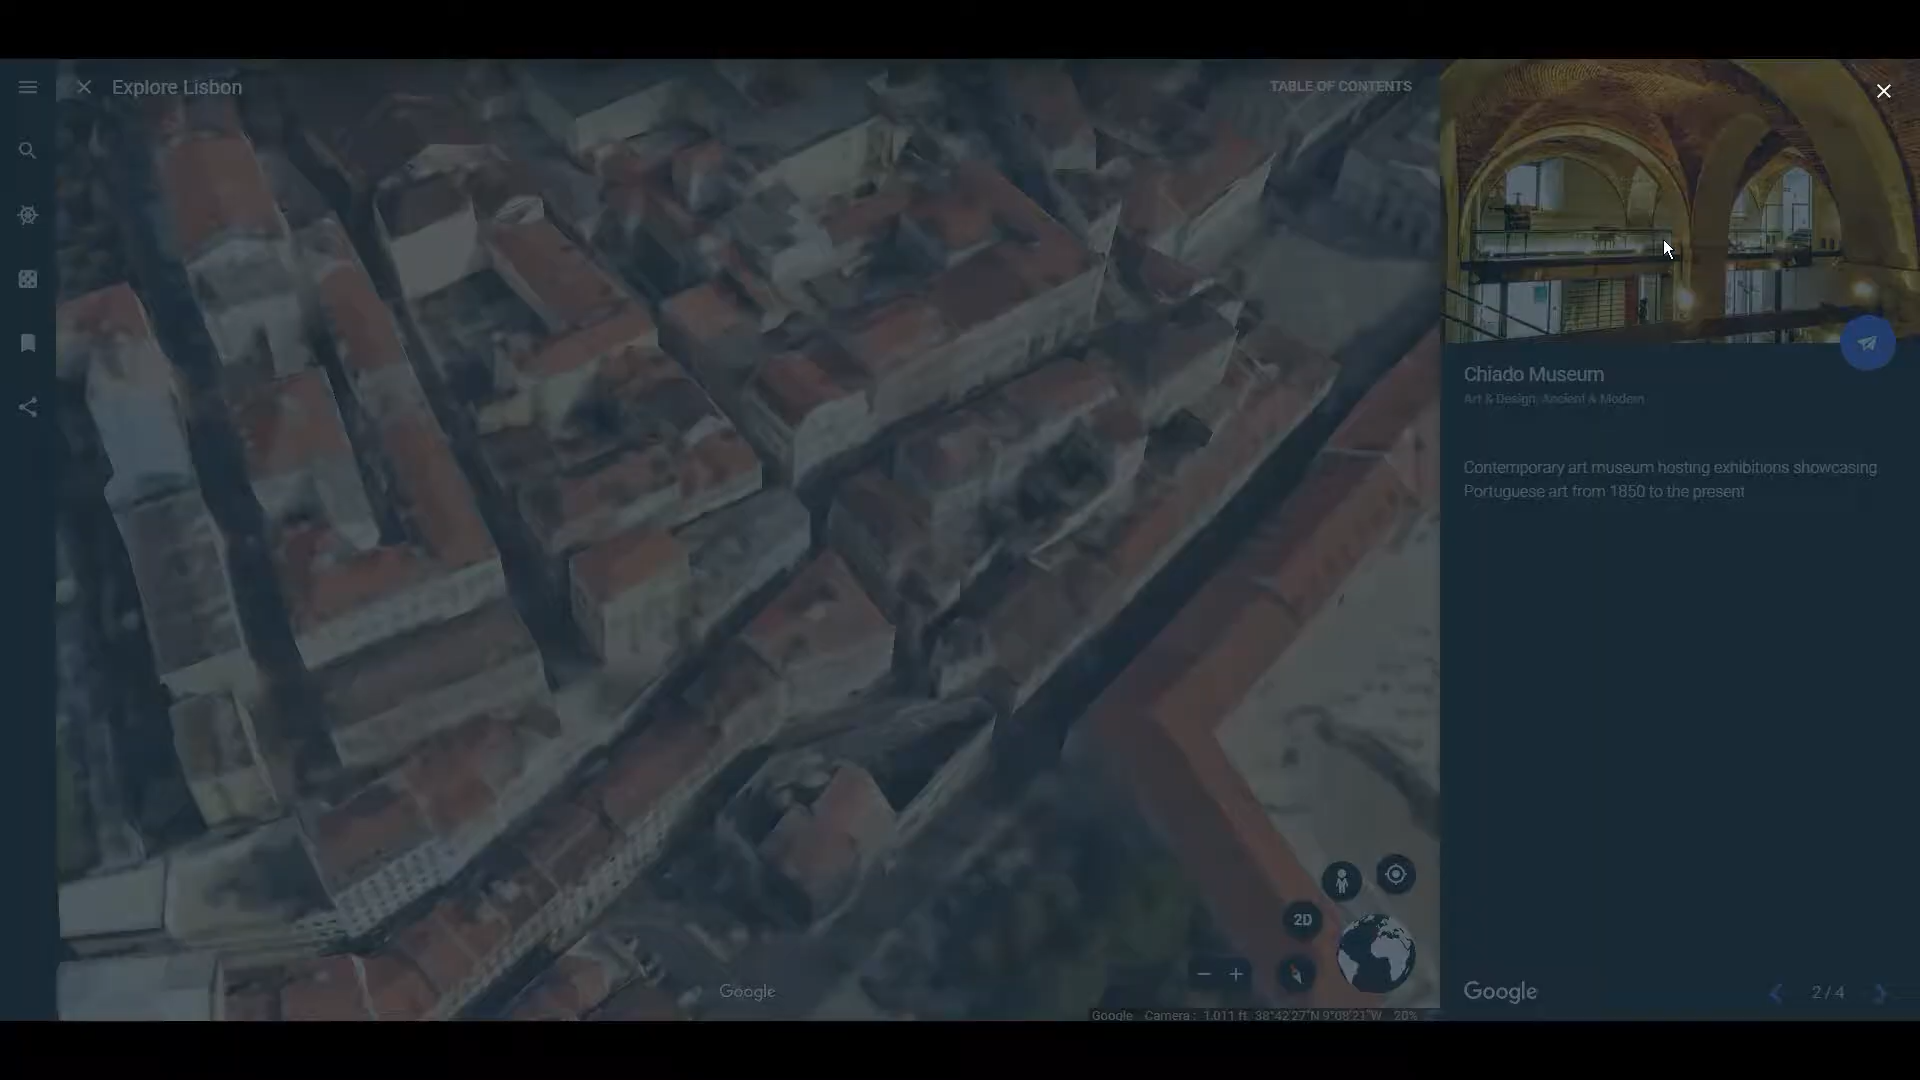 Explore Lisbon
TABLE OF CONTENTS
Chiado Museum
Art & Design, Ancient & Modern
Contemporary art museum hosting exhibitions showcasing
Portuguese art from 1850 to the present
2D
Google
Google
2 / 4
Google Camera : 1,011 ft 38°42'27"N 9°08'21"W 20%